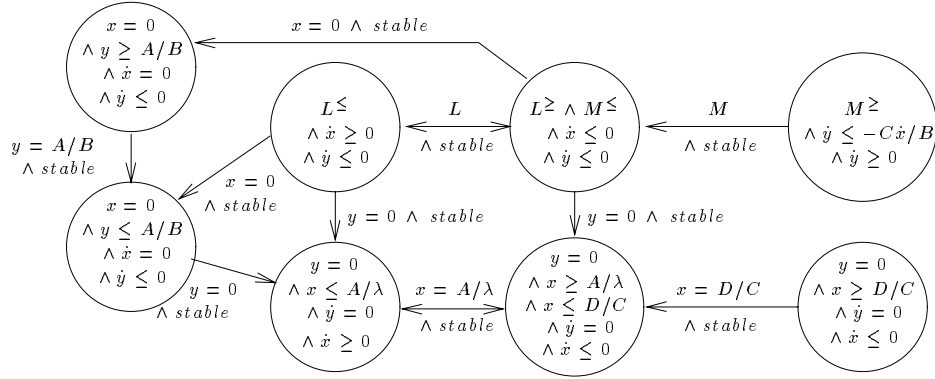 x = 0
∧ y ≥ A/B
∧ ẋ = 0
∧ ẏ ≤ 0
x = 0 ∧ stable
L≤
∧ ẋ ≥ 0
∧ ẏ ≤ 0
L
∧ stable
L≥ ∧ M≤
∧ ẋ ≤ 0
∧ ẏ ≤ 0
M
∧ stable
M≥
∧ ẏ ≤ −Cẋ/B
∧ ẏ ≥ 0
y = A/B
∧ stable
x = 0
∧ stable
x = 0
∧ y ≤ A/B
∧ ẋ = 0
∧ ẏ ≤ 0
y = 0 ∧ stable
y = 0 ∧ stable
y = 0
∧ stable
y = 0
∧ x ≤ A/λ
∧ ẏ = 0
∧ ẋ ≥ 0
x = A/λ
∧ stable
y = 0
∧ x ≥ A/λ
∧ x ≤ D/C
∧ ẏ = 0
∧ ẋ ≤ 0
x = D/C
∧ stable
y = 0
∧ x ≥ D/C
∧ ẏ = 0
∧ ẋ ≤ 0